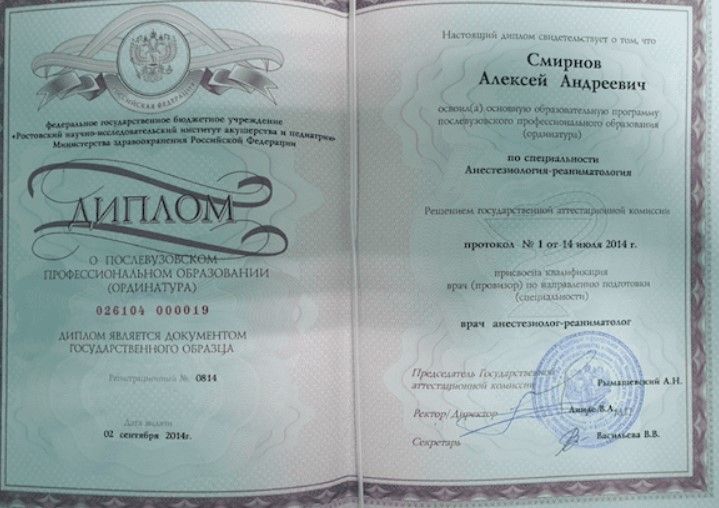 РОССИЙСКАЯ ФЕДЕРАЦИЯ
федеральное государственное бюджетное учреждение
«Ростовский научно-исследовательский институт акушерства и педиатрии»
Министерства здравоохранения Российской Федерации
ДИПЛОМ
О ПОСЛЕВУЗОВСКОМ
ПРОФЕССИОНАЛЬНОМ ОБРАЗОВАНИИ
(ОРДИНАТУРА)
026104 000019
ДИПЛОМ ЯВЛЯЕТСЯ ДОКУМЕНТОМ
ГОСУДАРСТВЕННОГО ОБРАЗЦА
Регистрационный № 0814
Дата выдачи
02 сентября 2014г.
Настоящий диплом свидетельствует о том, что
Смирнов
Алексей Андреевич
освоил(а) основную образовательную программу
послевузовского профессионального образования
(ординатура)
по специальности
Анестезиология-реаниматология
Решением государственной аттестационной комиссии
протокол № 1 от 14 июля 2014 г.
присвоена квалификация
врач (провизор) по направлению подготовки
(специальности)
врач анестезиолог-реаниматолог
Председатель Государственной
аттестационной комиссии
Рымашевский А.Н.
Ректор/Директор
Линде В.А.
М.П.
Секретарь
Васильева В.В.